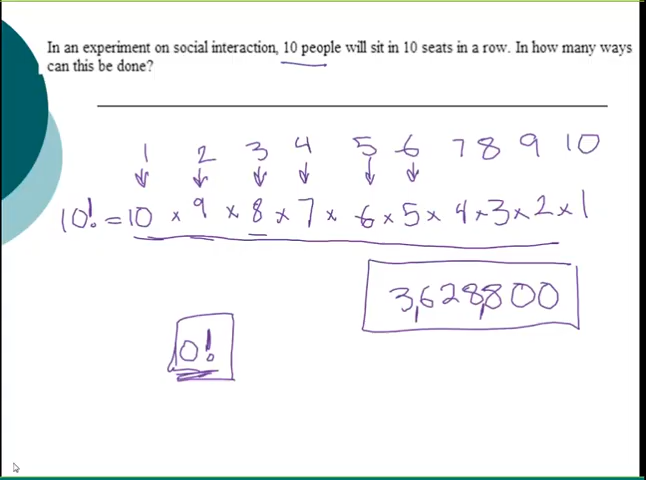 In an experiment on social interaction, 10 people will sit in 10 seats in a row. In how many ways
can this be done?
1 2 3 4 5 6 7 8 9 10
10! = 10 × 9 × 8 × 7 × 6 × 5 × 4 × 3 × 2 × 1
3,628,800
10!